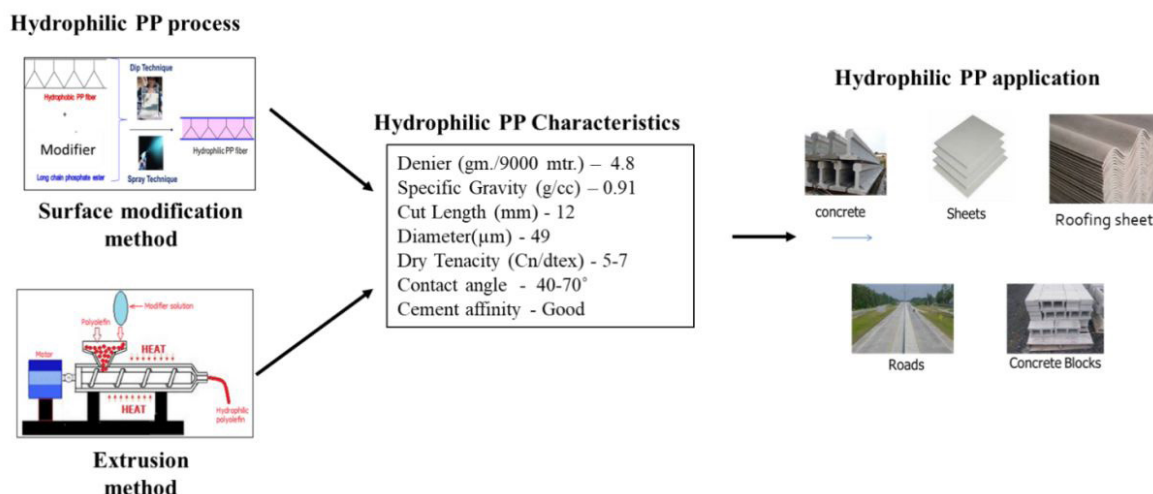 Hydrophilic PP process
Dip Technique
Hydrophobic PP fiber
Modifier
Hydrophilic PP fiber
Long chain phosphate ester
Spray Technique
Surface modification
method
Modifier solution
Polyolefin
Motor
HEAT
HEAT
Hydrophilic
polyolefin
Extrusion
method
Hydrophilic PP Characteristics
Denier (gm./9000 mtr.) – 4.8
Specific Gravity (g/cc) – 0.91
Cut Length (mm) - 12
Diameter(µm) - 49
Dry Tenacity (Cn/dtex) - 5-7
Contact angle - 40-70˚
Cement affinity - Good
Hydrophilic PP application
concrete
Sheets
Roofing sheet
Roads
Concrete Blocks